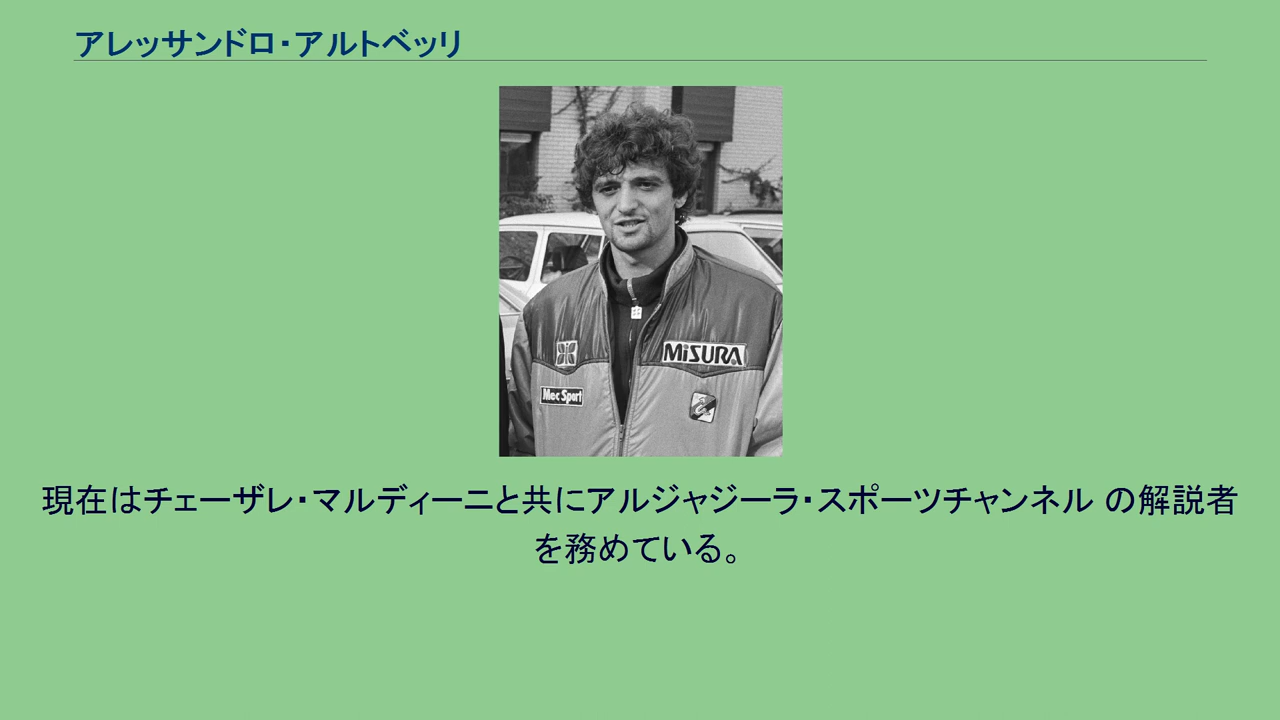 アレッサンドロ・アルトベッリ
MiSURA
Mec Sport
現在はチェーザレ・マルディーニと共にアルジャジーラ・スポーツチャンネル の解説者
を務めている。